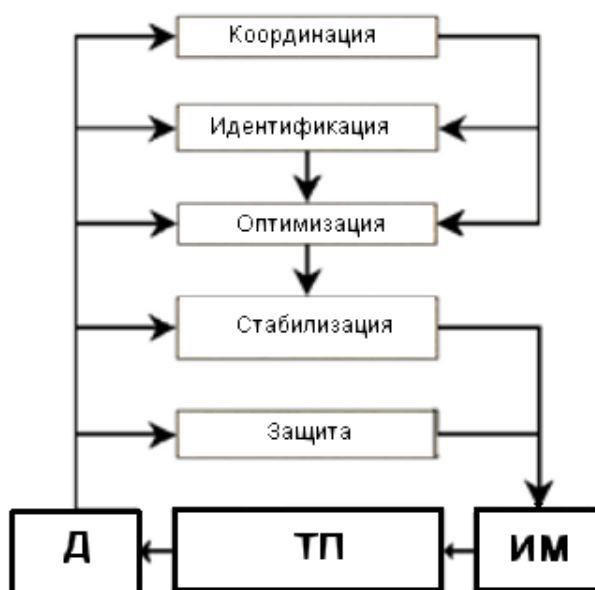 Координация
Идентификация
Оптимизация
Стабилизация
Защита
Д ТП ИМ